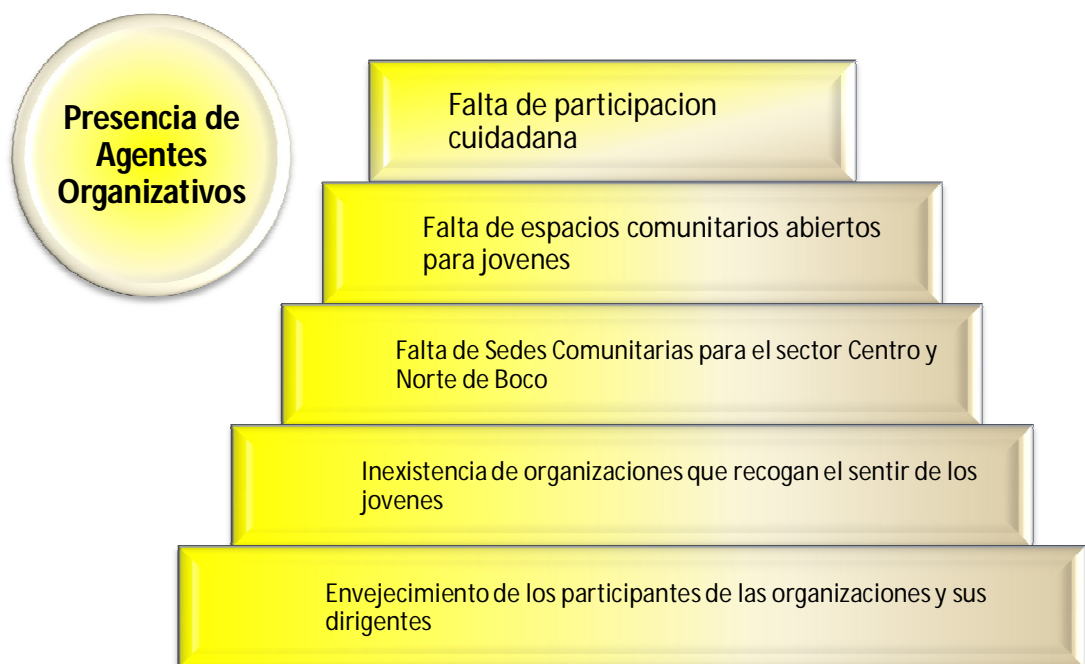 Presencia de
Agentes
Organizativos
Falta de participacion
cuidadana
Falta de espacios comunitarios abiertos
para jovenes
Falta de Sedes Comunitarias para el sector Centro y
Norte de Boco
Inexistencia de organizaciones que recogan el sentir de los
jovenes
Envejecimiento de los participantes de las organizaciones y sus
dirigentes